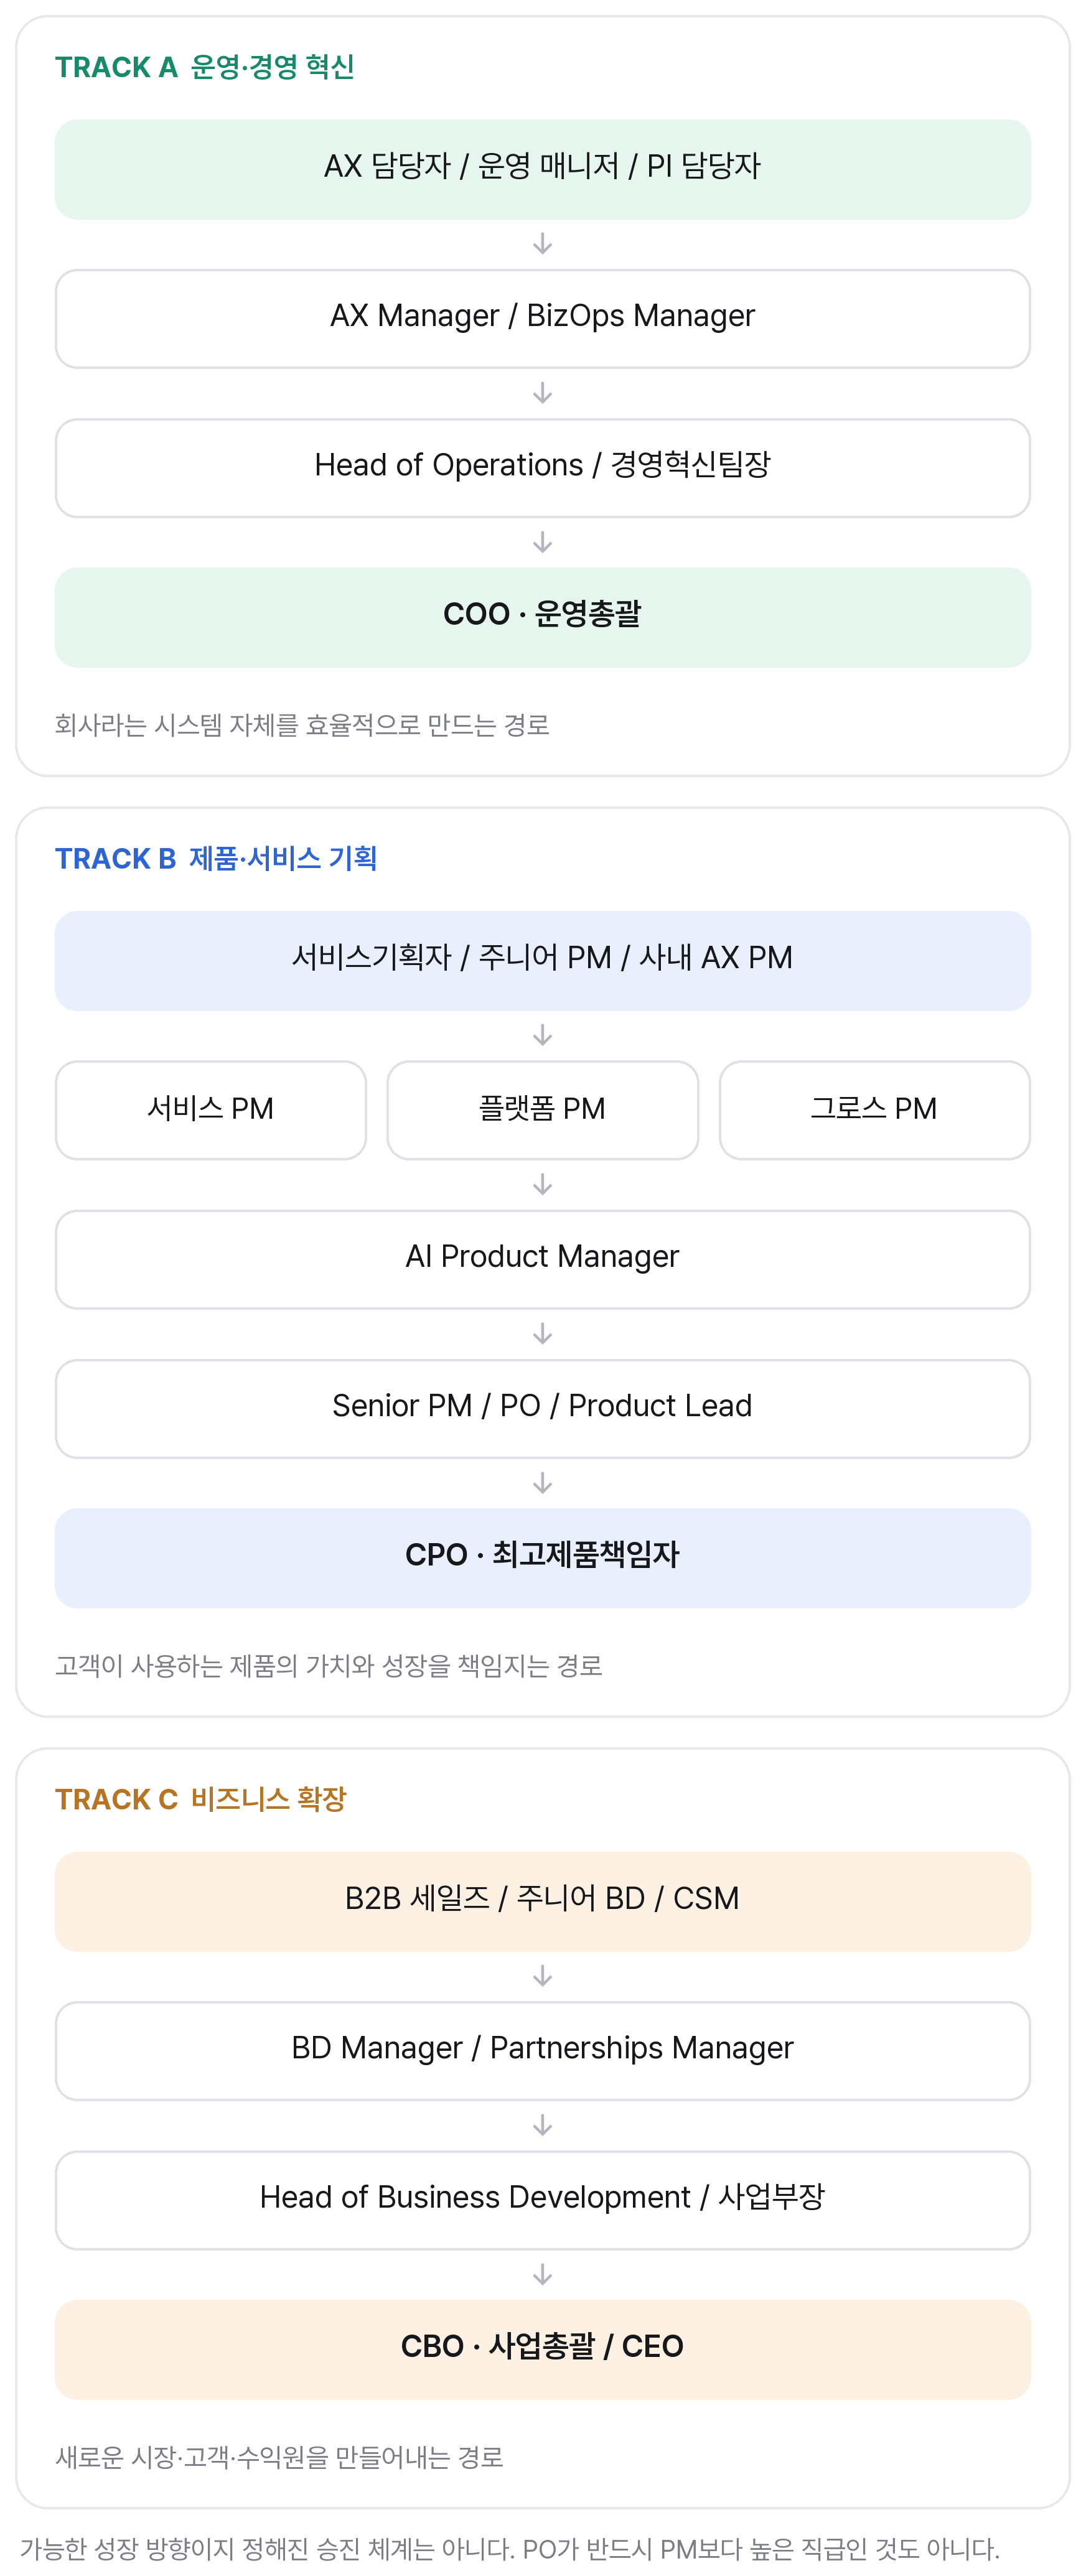 TRACK A 운영·경영 혁신
AX 담당자 / 운영 매니저 / PI 담당자
↓
AX Manager / BizOps Manager
↓
Head of Operations / 경영혁신팀장
↓
COO · 운영총괄
회사라는 시스템 자체를 효율적으로 만드는 경로
TRACK B 제품·서비스 기획
서비스기획자 / 주니어 PM / 사내 AX PM
↓
서비스 PM
플랫폼 PM
그로스 PM
↓
AI Product Manager
↓
Senior PM / PO / Product Lead
↓
CPO · 최고제품책임자
고객이 사용하는 제품의 가치와 성장을 책임지는 경로
TRACK C 비즈니스 확장
B2B 세일즈 / 주니어 BD / CSM
↓
BD Manager / Partnerships Manager
↓
Head of Business Development / 사업부장
↓
CBO · 사업총괄 / CEO
새로운 시장·고객·수익원을 만들어내는 경로
가능한 성장 방향이지 정해진 승진 체계는 아니다. PO가 반드시 PM보다 높은 직급인 것도 아니다.